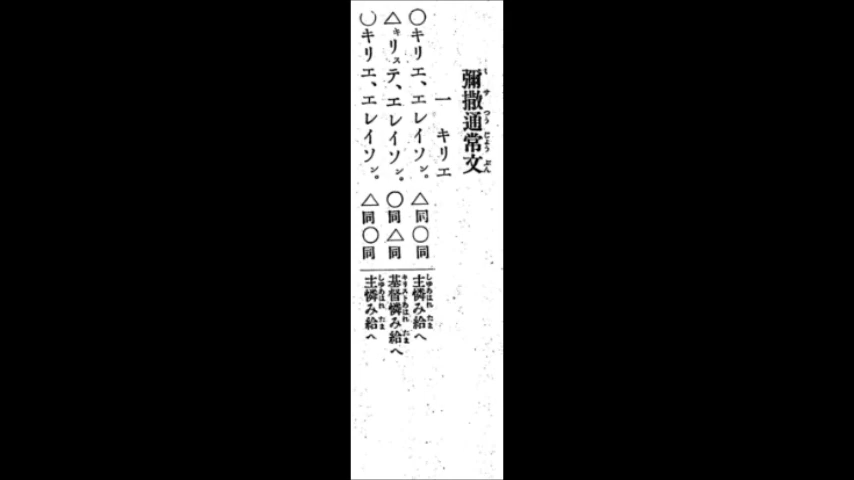 彌撒通常文
一 キリエ
○キリエ、エレイソン。△同○同 主憐み給へ
△キリステ、エレイソン。○同△同 基督憐み給へ
○キリエ、エレイソン。△同○同 主憐み給へ